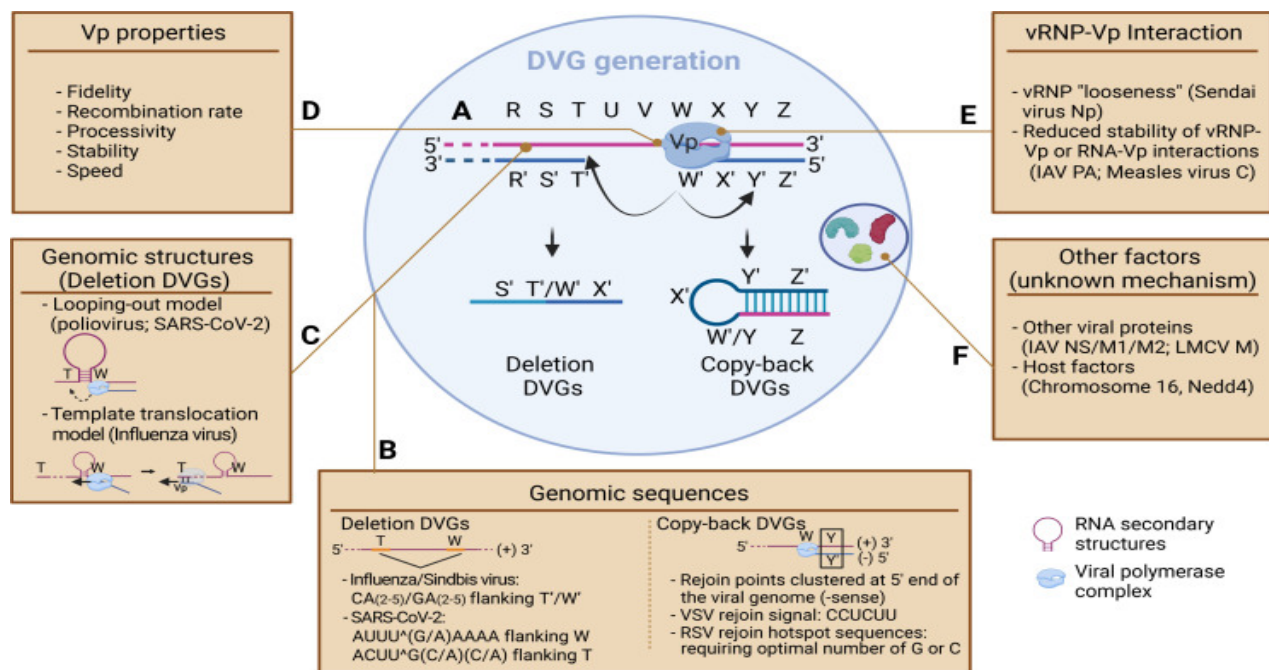 Vp properties
- Fidelity
- Recombination rate
- Processivity
- Stability
- Speed
D
DVG generation
A
R S T U V W X Y Z
5' 3'
Vp
3' 5'
R' S' T' W' X' Y' Z'
S' T'/W' X'
Deletion
DVGs
Y' Z'
X'
W'/Y Z
Copy-back
DVGs
E
vRNP-Vp Interaction
- vRNP "looseness" (Sendai
virus Np)
- Reduced stability of vRNP-
Vp or RNA-Vp interactions
(IAV PA; Measles virus C)
Genomic structures
(Deletion DVGs)
- Looping-out model
(poliovirus; SARS-CoV-2)
T W
- Template translocation
model (Influenza virus)
T W T W
Vp
C
B
F
Other factors
(unknown mechanism)
- Other viral proteins
(IAV NS/M1/M2; LMCV M)
- Host factors
(Chromosome 16, Nedd4)
Genomic sequences
Deletion DVGs
T W
5' (+) 3'
- Influenza/Sindbis virus:
CA(2-5)/GA(2-5) flanking T'/W'
- SARS-CoV-2:
AUUU^(G/A)AAAA flanking W
ACUU^G(C/A)(C/A) flanking T
Copy-back DVGs
W Y
5' (+) 3'
Y' (-) 5'
- Rejoin points clustered at 5' end of
the viral genome (-sense)
- VSV rejoin signal: CCUCUU
- RSV rejoin hotspot sequences:
requiring optimal number of G or C
RNA secondary
structures
Viral polymerase
complex